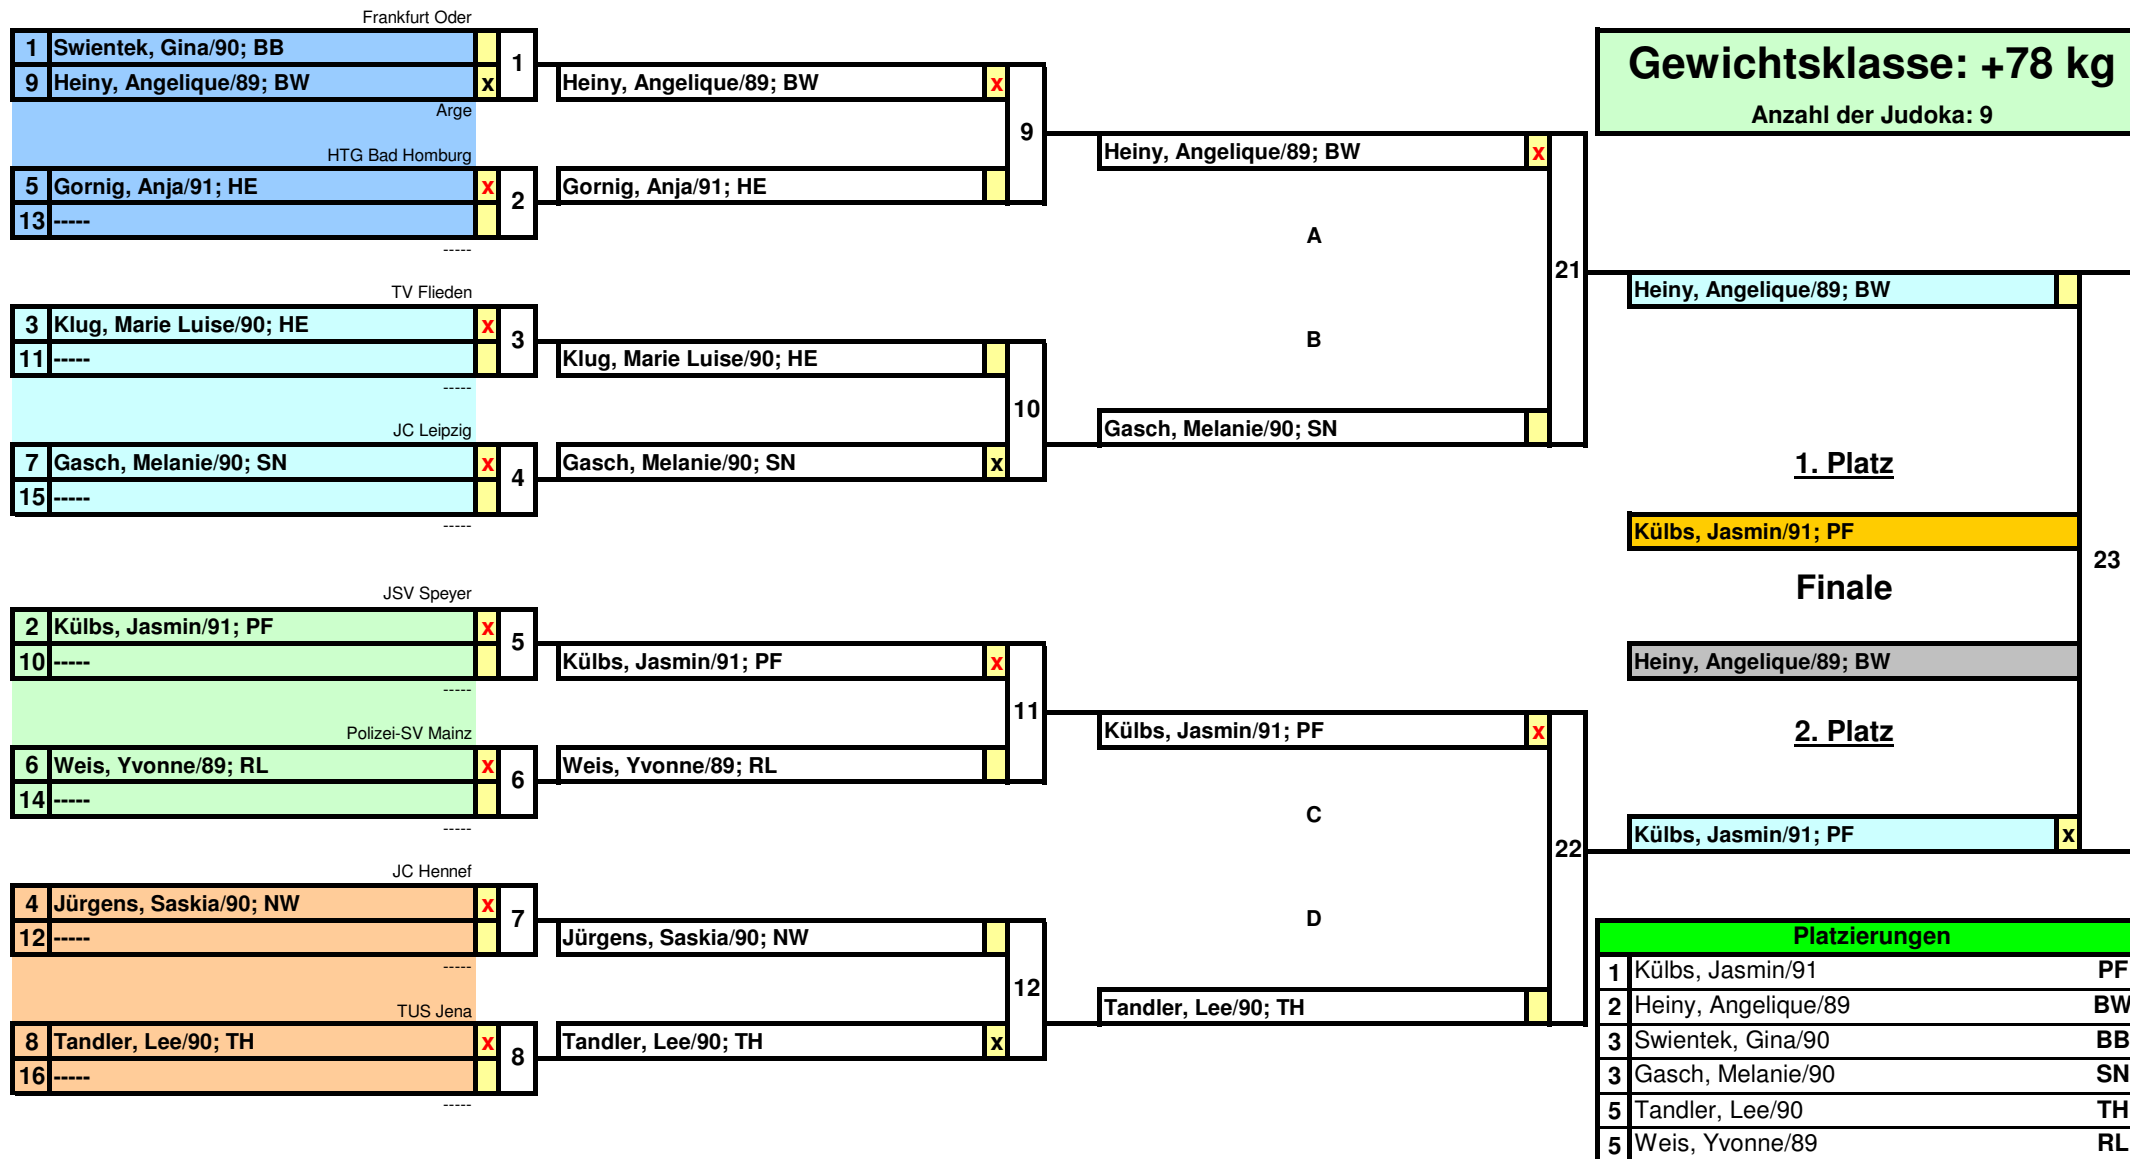 Frankfurt Oder
1 Swientek, Gina/90; BB
1
9 Heiny, Angelique/89; BW x
Arge
HTG Bad Homburg
5 Gornig, Anja/91; HE x
2
13 -----
-----
TV Flieden
3 Klug, Marie Luise/90; HE x
3
11 -----
-----
JC Leipzig
7 Gasch, Melanie/90; SN x
4
15 -----
-----
JSV Speyer
2 Külbs, Jasmin/91; PF x
5
10 -----
-----
Polizei-SV Mainz
6 Weis, Yvonne/89; RL x
6
14 -----
-----
JC Hennef
4 Jürgens, Saskia/90; NW x
7
12 -----
-----
TUS Jena
8 Tandler, Lee/90; TH x
8
16 -----
-----
Heiny, Angelique/89; BW x
9
Gornig, Anja/91; HE
Klug, Marie Luise/90; HE
10
Gasch, Melanie/90; SN x
Külbs, Jasmin/91; PF x
11
Weis, Yvonne/89; RL
Jürgens, Saskia/90; NW
12
Tandler, Lee/90; TH x
Heiny, Angelique/89; BW x
A
21
B
Gasch, Melanie/90; SN
Külbs, Jasmin/91; PF x
C
22
D
Tandler, Lee/90; TH
Gewichtsklasse: +78 kg
Anzahl der Judoka: 9
Heiny, Angelique/89; BW
1. Platz
Külbs, Jasmin/91; PF
23
Finale
Heiny, Angelique/89; BW
2. Platz
Külbs, Jasmin/91; PF x
Platzierungen
1 Külbs, Jasmin/91 PF
2 Heiny, Angelique/89 BW
3 Swientek, Gina/90 BB
3 Gasch, Melanie/90 SN
5 Tandler, Lee/90 TH
5 Weis, Yvonne/89 RL